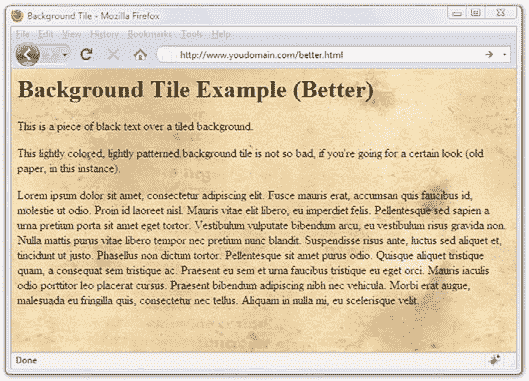 Background Tile - Mozilla Firefox
File Edit View History Bookmarks Tools Help
http://www.youdomain.com/better.html
Background Tile Example (Better)
This is a piece of black text over a tiled background.
This lightly colored, lightly patterned background tile is not so bad, if you're going for a certain look (old
paper, in this instance).
Lorem ipsum dolor sit amet, consectetur adipiscing elit. Fusce mauris erat, accumsan quis faucibus id,
molestie ut odio. Proin id laoreet nisl. Mauris vitae elit libero, eu imperdiet felis. Pellentesque sed sapien a
urna pretium porta sit amet eget tortor. Vestibulum vulputate bibendum arcu, eu vestibulum risus gravida non.
Nulla mattis purus vitae libero tempor nec pretium nunc blandit. Suspendisse risus ante, luctus sed aliquet et,
tincidunt ut justo. Phasellus non dictum tortor. Pellentesque sit amet purus odio. Quisque aliquet tristique
quam, a consequat sem tristique ac. Praesent eu sem et urna faucibus tristique eu eget orci. Mauris iaculis
odio porttitor leo placerat cursus. Praesent bibendum adipiscing nibh nec vehicula. Morbi erat augue,
malesuada eu fringilla quis, consectetur nec tellus. Aliquam in nulla mi, eu scelerisque velit.
Done